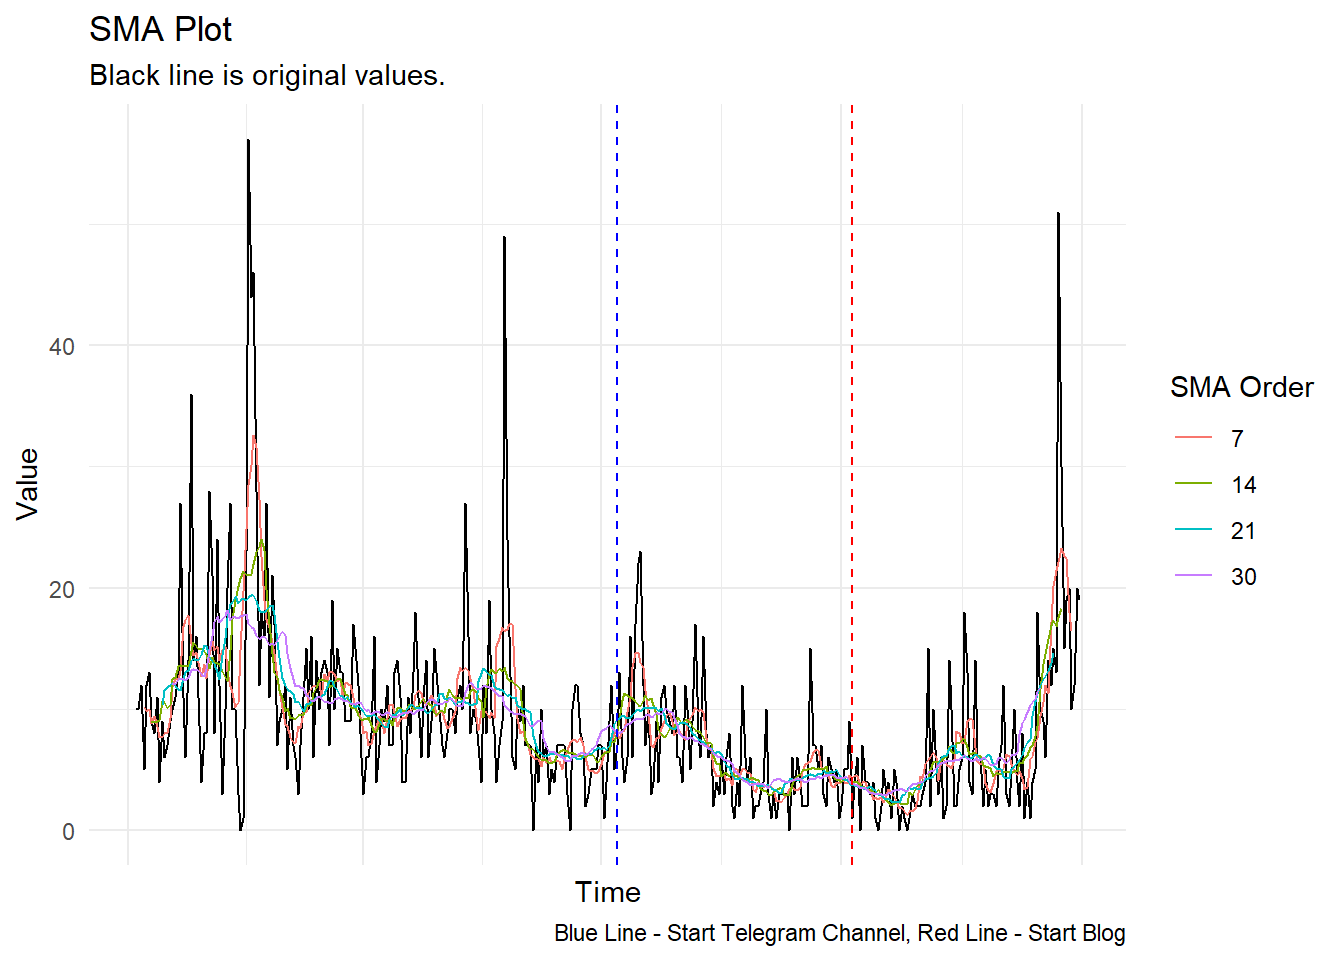 SMA Plot
Black line is original values.
40
20
0
Value
Time
SMA Order
7
14
21
30
Blue Line - Start Telegram Channel, Red Line - Start Blog